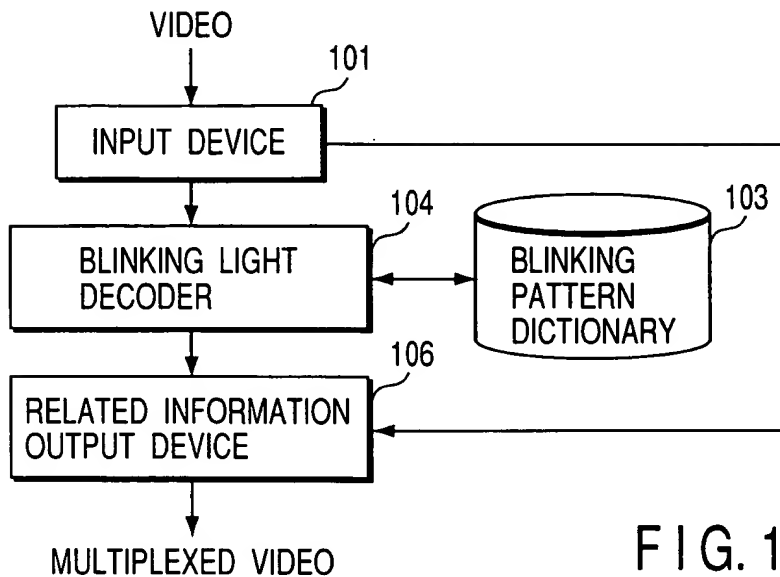 VIDEO
101
INPUT DEVICE
104
BLINKING LIGHT
DECODER
103
BLINKING
PATTERN
DICTIONARY
106
RELATED INFORMATION
OUTPUT DEVICE
MULTIPLEXED VIDEO
FIG. 1